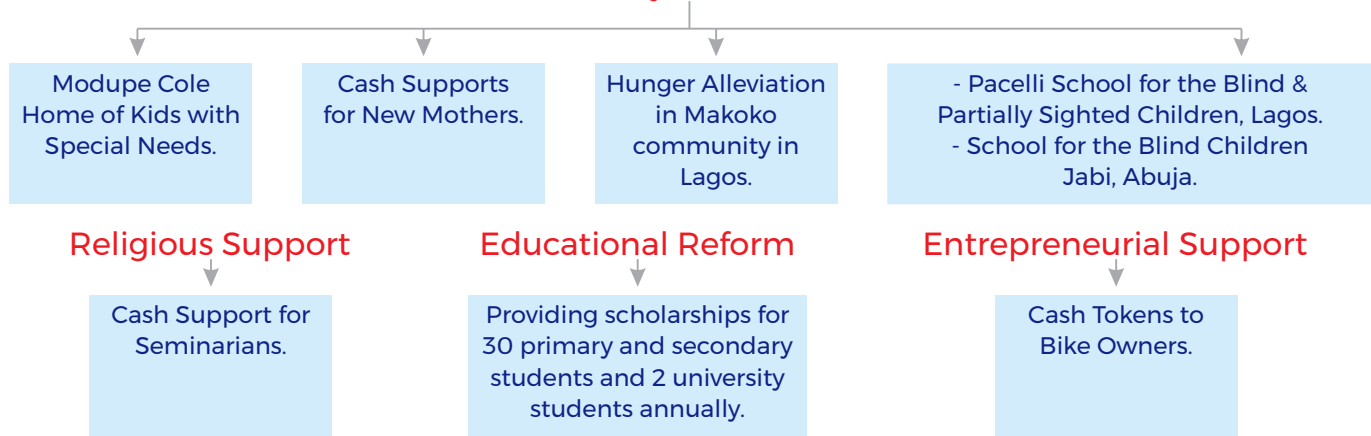 Modupe Cole
Home of Kids with
Special Needs.
Cash Supports
for New Mothers.
Hunger Alleviation
in Makoko
community in
Lagos.
- Pacelli School for the Blind &
Partially Sighted Children, Lagos.
- School for the Blind Children
Jabi, Abuja.
Religious Support
Cash Support for
Seminarians.
Educational Reform
Providing scholarships for
30 primary and secondary
students and 2 university
students annually.
Entrepreneurial Support
Cash Tokens to
Bike Owners.